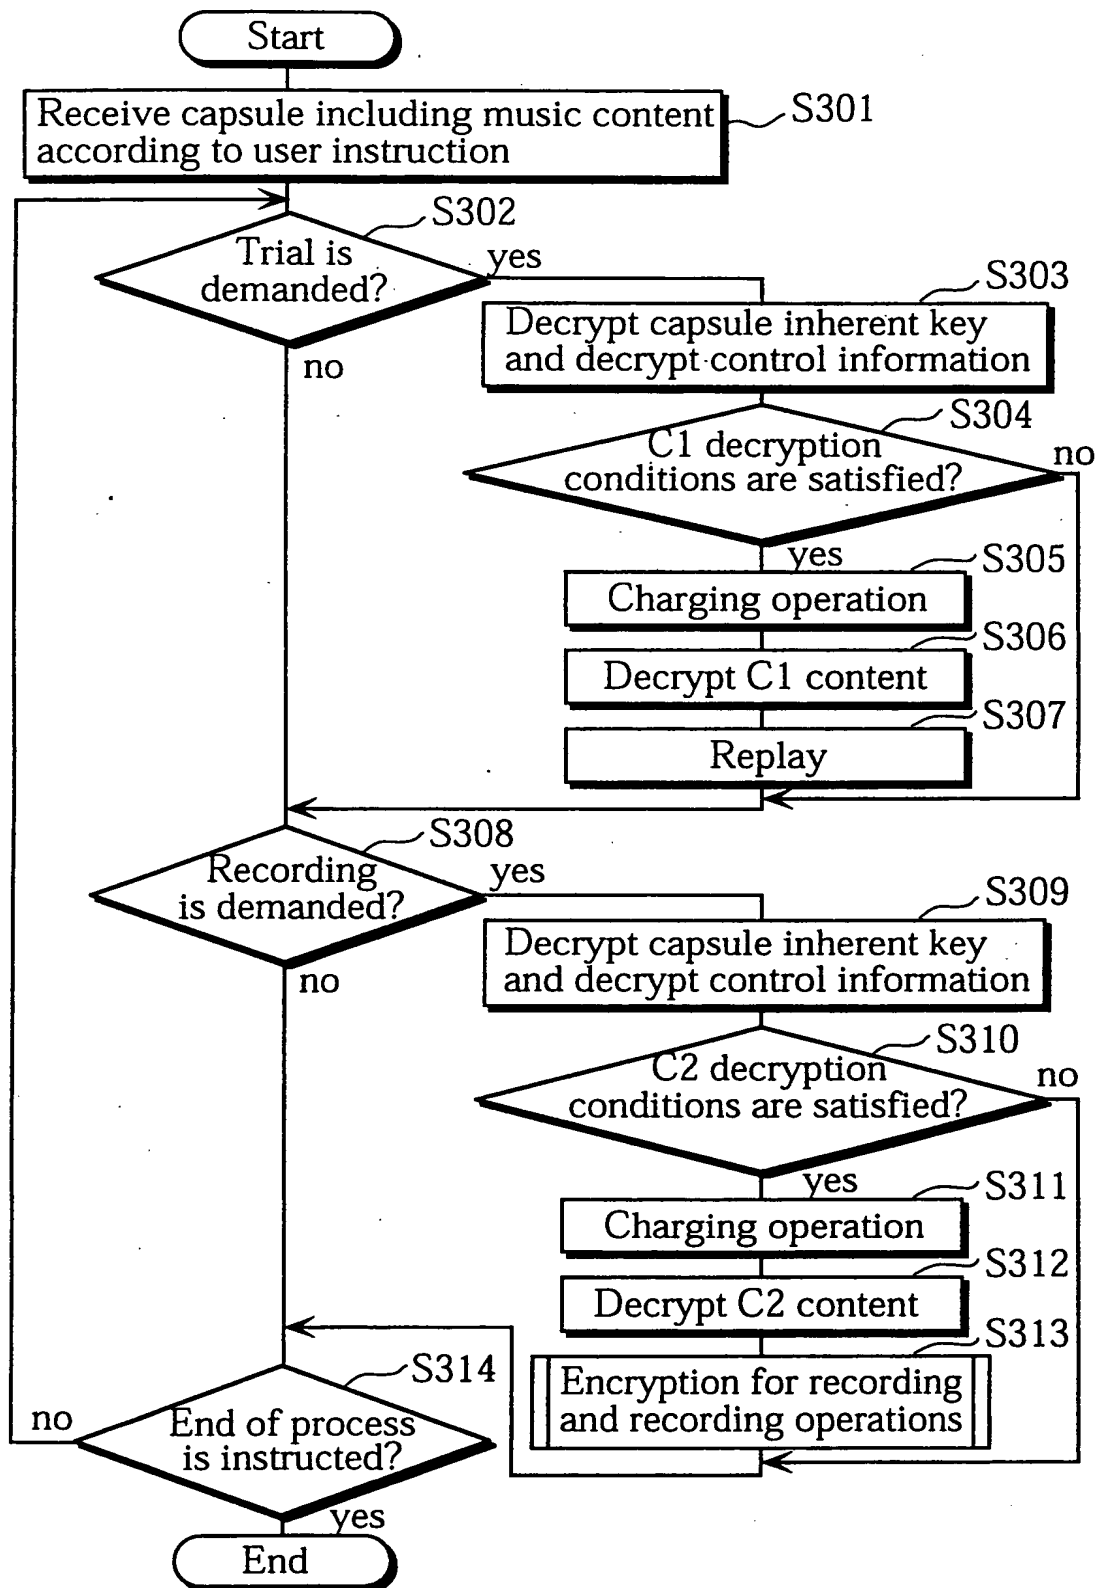 Start
Receive capsule including music content
according to user instruction
S301
S302
Trial is
demanded?
yes
no
S303
Decrypt capsule inherent key
and decrypt control information
S304
C1 decryption
conditions are satisfied?
no
yes
S305
Charging operation
S306
Decrypt C1 content
S307
Replay
S308
Recording
is demanded?
yes
no
S309
Decrypt capsule inherent key
and decrypt control information
S310
C2 decryption
conditions are satisfied?
no
yes
S311
Charging operation
S312
Decrypt C2 content
S313
Encryption for recording
and recording operations
S314
End of process
is instructed?
no
yes
End